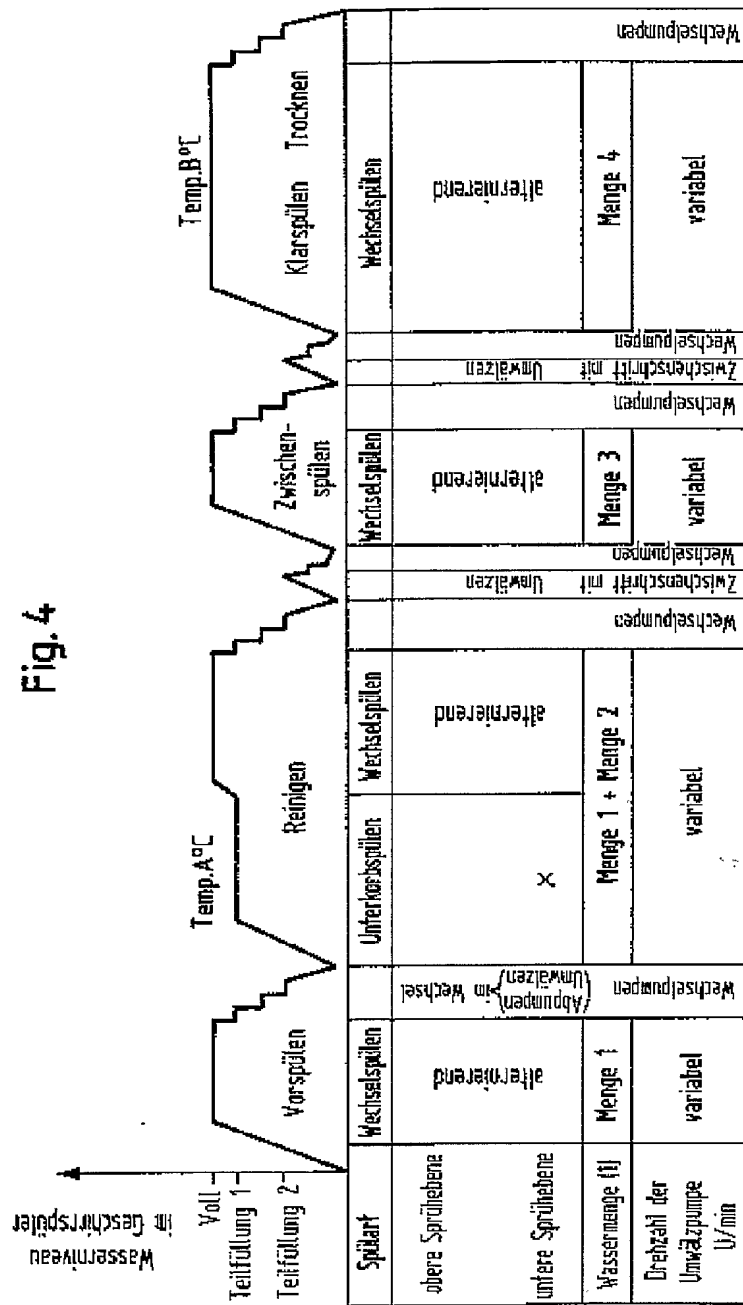 Fig. 4
Wasserniveau
im Geschirrspüler
Voll
Teilfüllung 1
Teilfüllung 2
Temp.A°C
Temp.B°C
Vorspülen
Reinigen
Zwischen-
spülen
Klarspülen Trocknen
Spülart
Wechselspülen
Unterkorbspülen
Wechselspülen
Wechselspülen
Wechselspülen
obere Sprühebene
untere Sprühebene
alternierend
(Abpumpen)
(Umwälzen)
im Wechsel
X
alternierend
alternierend
alternierend
Wechselpumpen
Wechselpumpen
Zwischenschritt mit Umwälzen
Wechselpumpen
Wechselpumpen
Zwischenschritt mit Umwälzen
Wechselpumpen
Wechselpumpen
Wassermenge [l]
Menge 1
Menge 1 + Menge 2
Menge 3
Menge 4
Drehzahl der
Umwälzpumpe
U/min
variabel
variabel
variabel
variabel